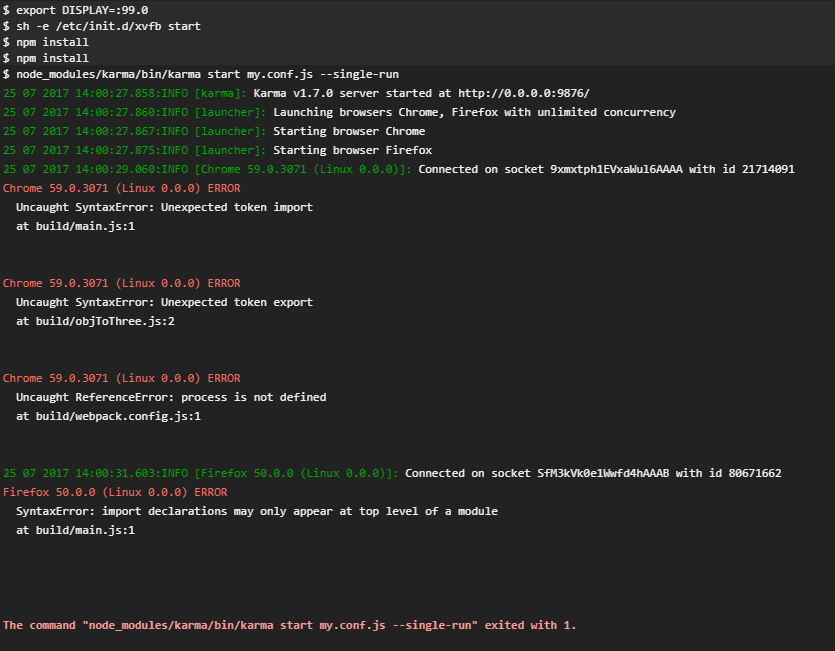 $ export DISPLAY=:99.0
$ sh -e /etc/init.d/xvfb start
$ npm install
$ npm install
$ node_modules/karma/bin/karma start my.conf.js --single-run
25 07 2017 14:00:27.858:INFO [karma]: Karma v1.7.0 server started at http://0.0.0.0:9876/
25 07 2017 14:00:27.860:INFO [launcher]: Launching browsers Chrome, Firefox with unlimited concurrency
25 07 2017 14:00:27.867:INFO [launcher]: Starting browser Chrome
25 07 2017 14:00:27.875:INFO [launcher]: Starting browser Firefox
25 07 2017 14:00:29.060:INFO [Chrome 59.0.3071 (Linux 0.0.0)]: Connected on socket 9xmxtph1EVxaWul6AAAA with id 21714091
Chrome 59.0.3071 (Linux 0.0.0) ERROR
Uncaught SyntaxError: Unexpected token import
at build/main.js:1
Chrome 59.0.3071 (Linux 0.0.0) ERROR
Uncaught SyntaxError: Unexpected token export
at build/objToThree.js:2
Chrome 59.0.3071 (Linux 0.0.0) ERROR
Uncaught ReferenceError: process is not defined
at build/webpack.config.js:1
25 07 2017 14:00:31.603:INFO [Firefox 50.0.0 (Linux 0.0.0)]: Connected on socket SfM3kVk0e1Wwfd4hAAAB with id 80671662
Firefox 50.0.0 (Linux 0.0.0) ERROR
SyntaxError: import declarations may only appear at top level of a module
at build/main.js:1
The command "node_modules/karma/bin/karma start my.conf.js --single-run" exited with 1.